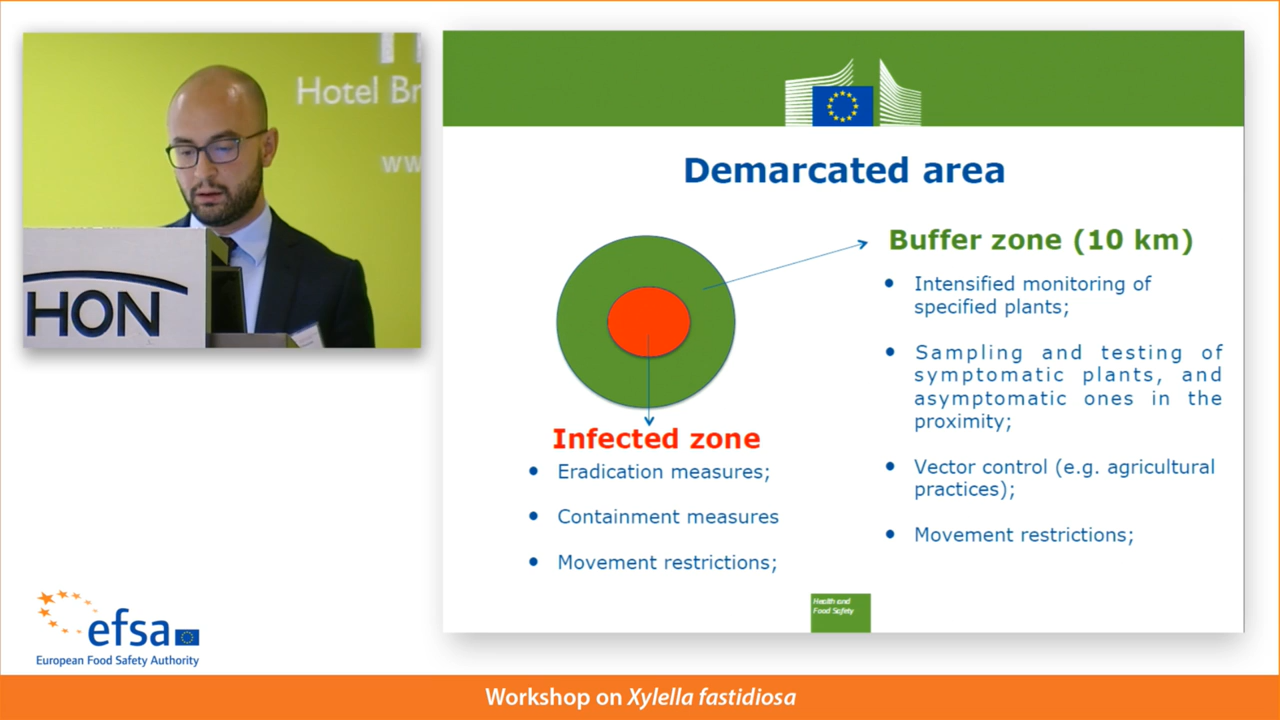 Hotel Br
ww
HON
efsa
European Food Safety Authority
Demarcated area
Buffer zone (10 km)
• Intensified monitoring of
specified plants;
• Sampling and testing of
symptomatic plants, and
asymptomatic ones in the
proximity;
• Vector control (e.g. agricultural
practices);
• Movement restrictions;
Infected zone
• Eradication measures;
• Containment measures
• Movement restrictions;
Health and
Food Safety
Workshop on Xylella fastidiosa